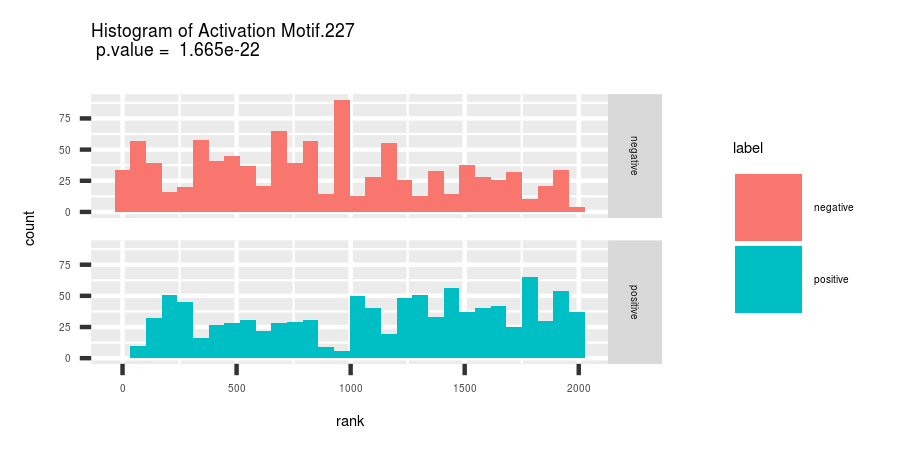 Histogram of Activation Motif.227
p.value = 1.665e-22
75
50
25
0
negative
75
50
25
0
positive
0 500 1000 1500 2000
rank
count
label
negative
positive